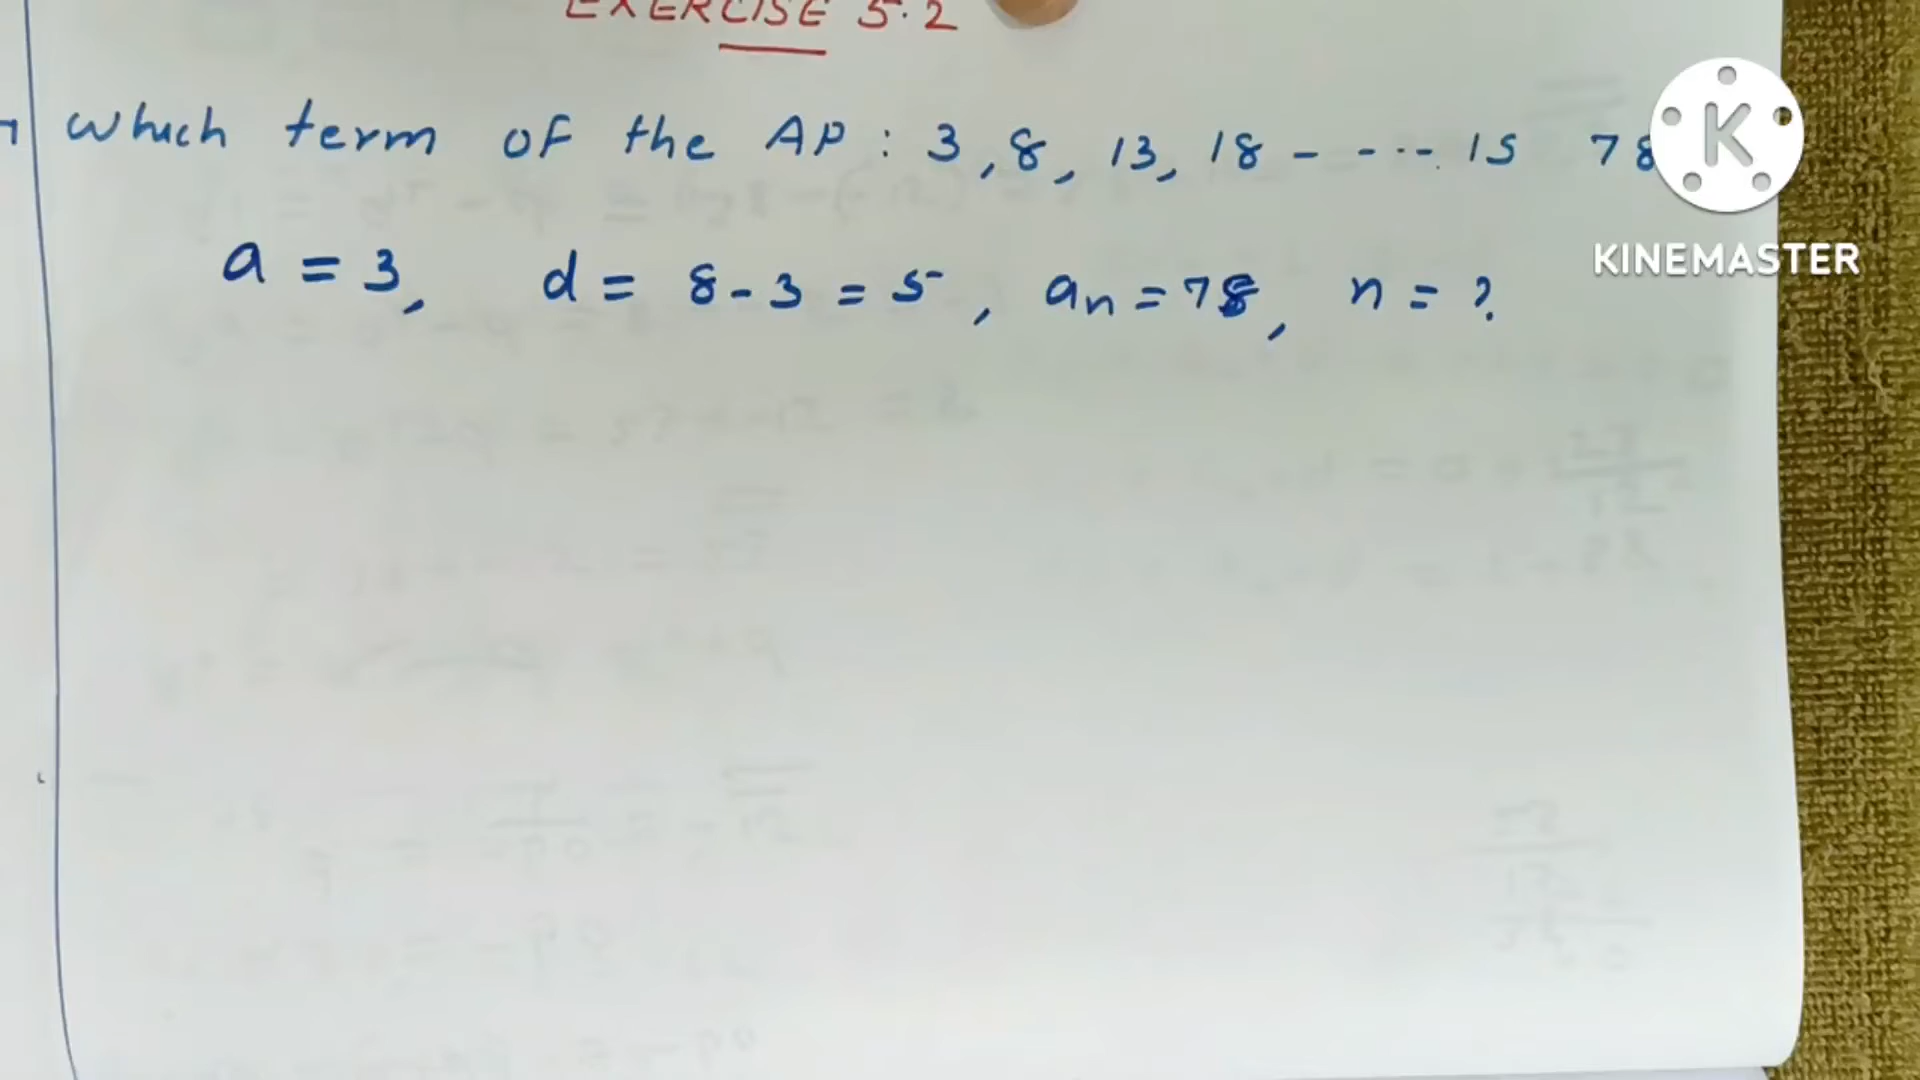 EXERCISE 5.2
which term of the AP : 3, 8, 13, 18 - - - - - is 78
a = 3, d = 8 - 3 = 5, an = 78, n = ?
K
KINEMASTER